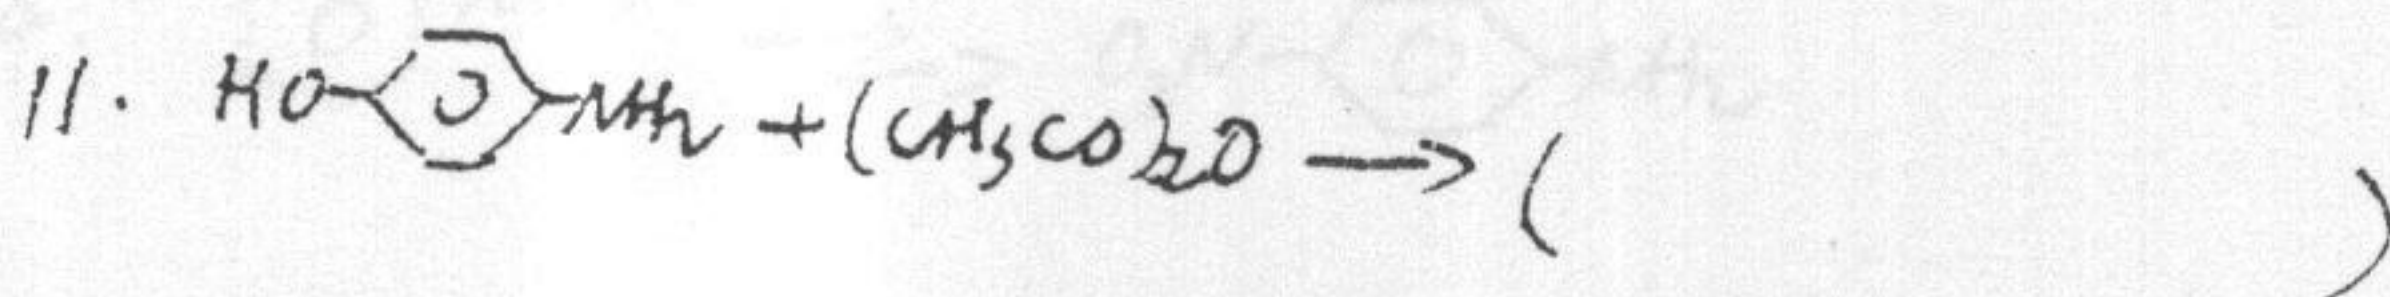 11. HO-⌬-NH₂ + (CH₃CO)₂O ⟶ ( )